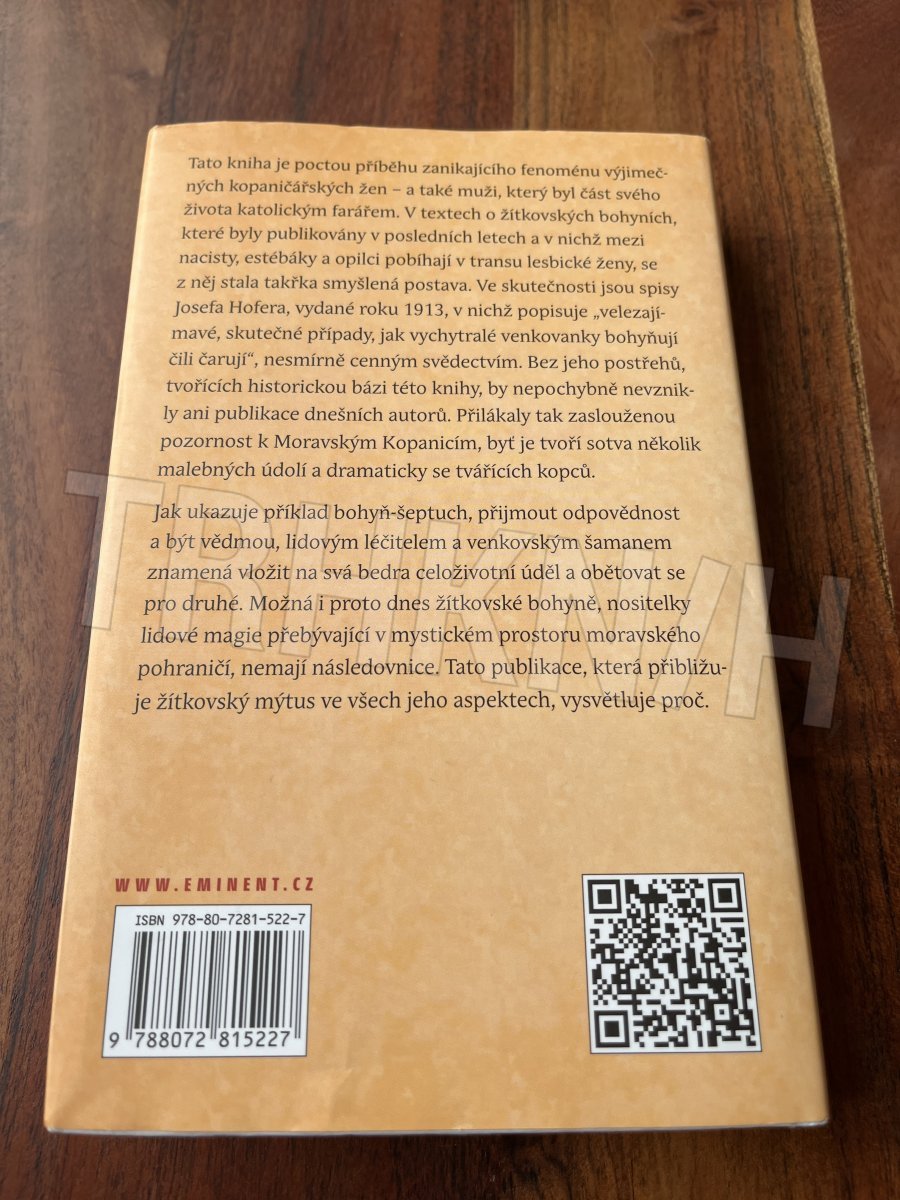 Tato kniha je poctou příběhu zanikajícího fenoménu výjimeč-
ných kopaničářských žen – a také muži, který byl část svého
života katolickým farářem. V textech o žítkovských bohyních,
které byly publikovány v posledních letech a v nichž mezi
nacisty, estébáky a opilci pobíhají v transu lesbické ženy, se
z něj stala takřka smyšlená postava. Ve skutečnosti jsou spisy
Josefa Hofera, vydané roku 1913, v nichž popisuje „velezají-
mavé, skutečné případy, jak vychytralé venkovanky bohyňují
čili čarují“, nesmírně cenným svědectvím. Bez jeho postřehů,
tvořících historickou bázi této knihy, by nepochybně nevznik-
ly ani publikace dnešních autorů. Přilákaly tak zaslouženou
pozornost k Moravským Kopanicím, byť je tvoří sotva několik
malebných údolí a dramaticky se tvářících kopců.
Jak ukazuje příklad bohyň-šeptuch, přijmout odpovědnost
a být vědmou, lidovým léčitelem a venkovským šamanem
znamená vložit na svá bedra celoživotní úděl a obětovat se
pro druhé. Možná i proto dnes žítkovské bohyně, nositelky
lidové magie přebývající v mystickém prostoru moravského
pohraničí, nemají následovnice. Tato publikace, která přibližu-
je žítkovský mýtus ve všech jeho aspektech, vysvětluje proč.
WWW.EMINENT.CZ
ISBN 978-80-7281-522-7
9 788072 815227